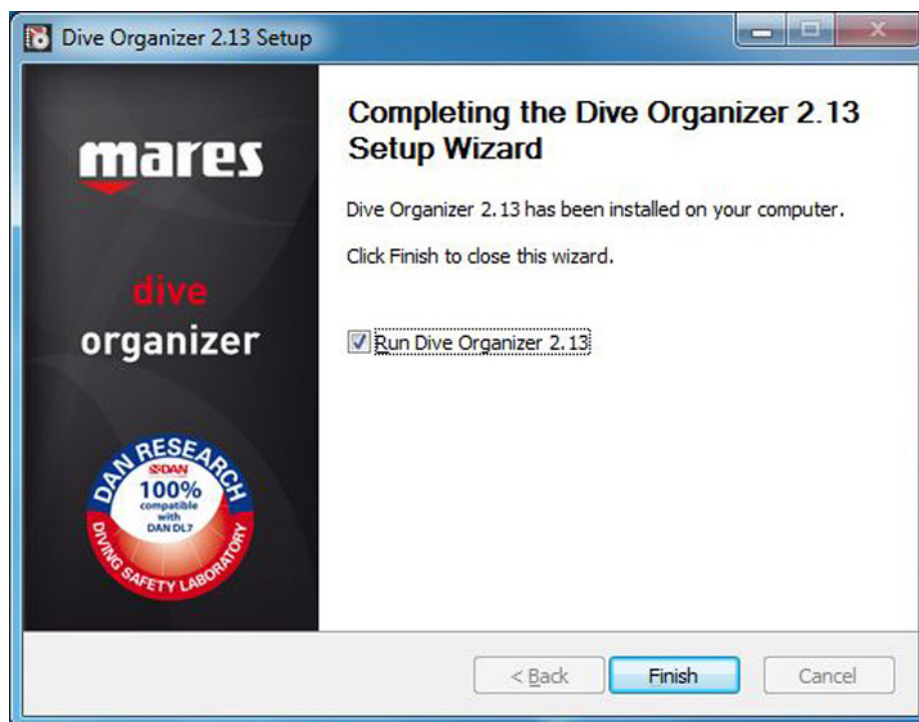 Dive Organizer 2.13 Setup
mares
dive
organizer
DAN RESEARCH
DAN
100%
compatible
with
DAN DL7
DIVING SAFETY LABORATORY
Completing the Dive Organizer 2.13
Setup Wizard
Dive Organizer 2.13 has been installed on your computer.
Click Finish to close this wizard.
Run Dive Organizer 2.13
< Back
Finish
Cancel